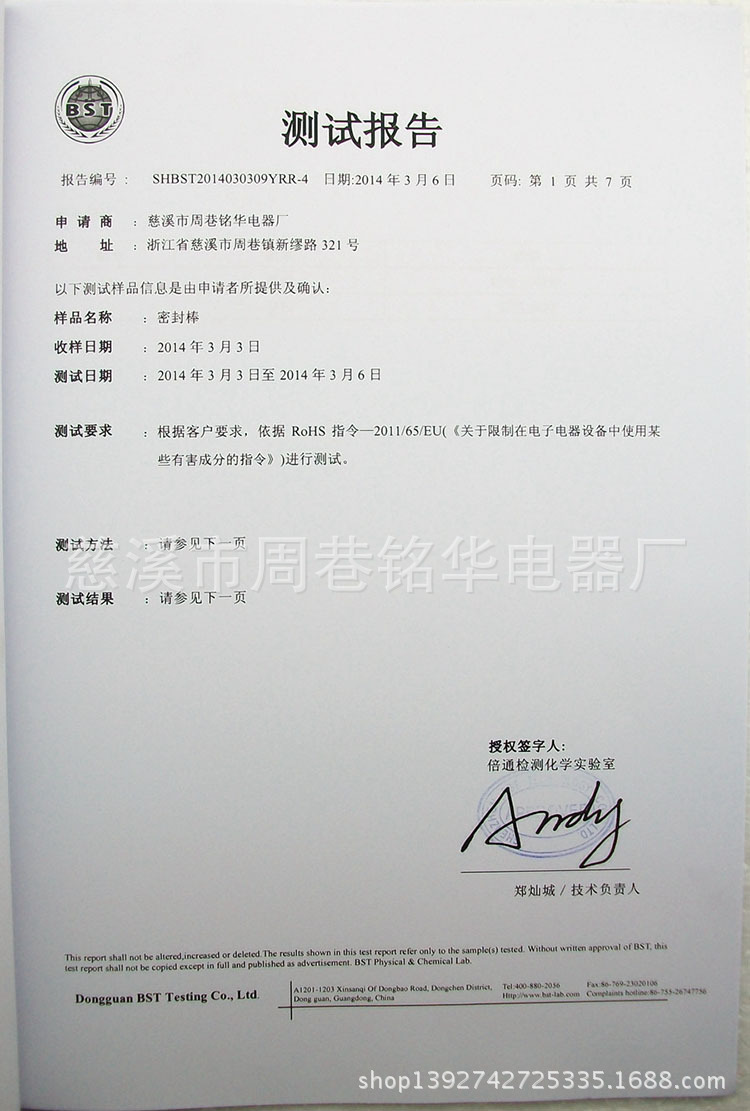 BST
测试报告
报告编号： SHBST2014030309YRR-4 日期:2014 年 3 月 6 日 页码: 第 1 页 共 7 页
申 请 商 ：慈溪市周巷铭华电器厂
地 址 ：浙江省慈溪市周巷镇新缪路 321 号
以下测试样品信息是由申请者所提供及确认：
样品名称 ：密封棒
收样日期 ：2014 年 3 月 3 日
测试日期 ：2014 年 3 月 3 日至 2014 年 3 月 6 日
测试要求 ：根据客户要求，依据 RoHS 指令—2011/65/EU(《关于限制在电子电器设备中使用某
些有害成分的指令》)进行测试。
测试方法 ：请参见下一页
慈溪市周巷铭华电器厂
测试结果 ：请参见下一页
授权签字人:
倍通检测化学实验室
Andy
郑灿城 / 技术负责人
This report shall not be altered,increased or deleted.The results shown in this test report refer only to the sample(s) tested. Without written approval of BST, this
test report shall not be copied except in full and published as advertisement. BST Physical & Chemical Lab.
Dongguan BST Testing Co., Ltd.
A1201-1203 Xinsanqi Of Dongbao Road, Dongchen District,
Dong guan, Guangdong, China
Tel:400-880-2056 Fax:86-769-23020106
Http://www.bst-lab.com Complaints hotline:86-755-26747756
shop1392742725335.1688.com